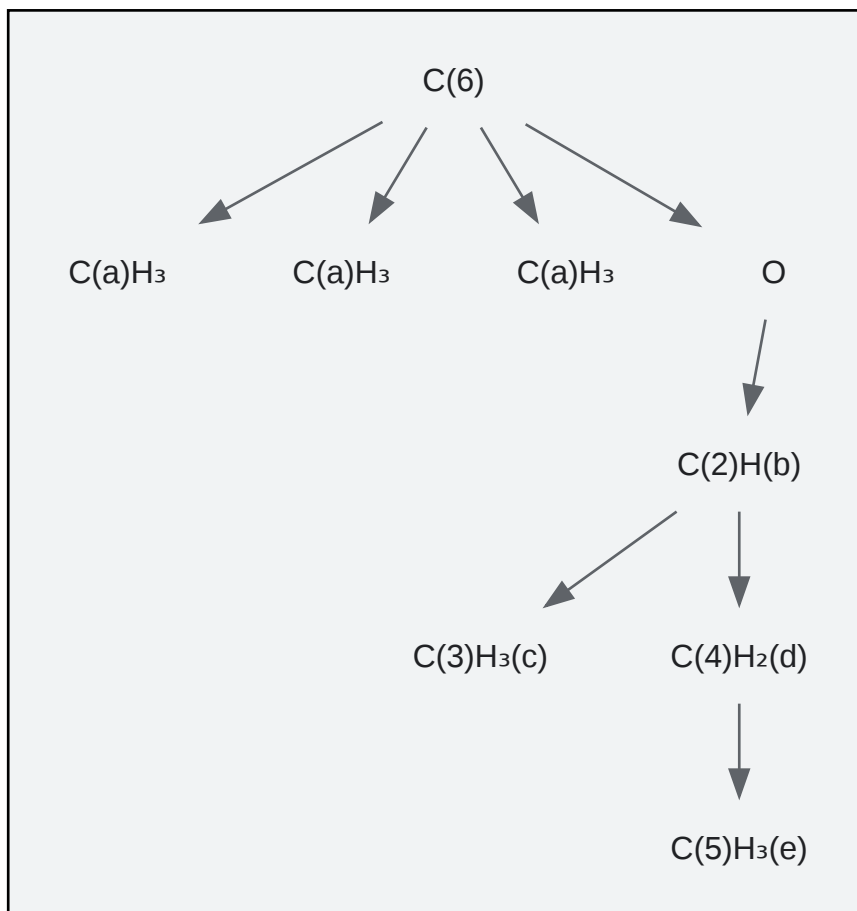 C(6)
C(a)H₃ C(a)H₃ C(a)H₃ O
C(2)H(b)
C(3)H₃(c) C(4)H₂(d)
C(5)H₃(e)